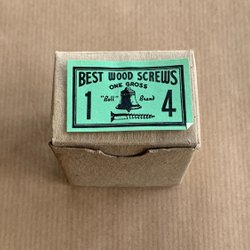 BEST WOOD SCREWS
ONE GROSS
"Bell" Brand
1 4